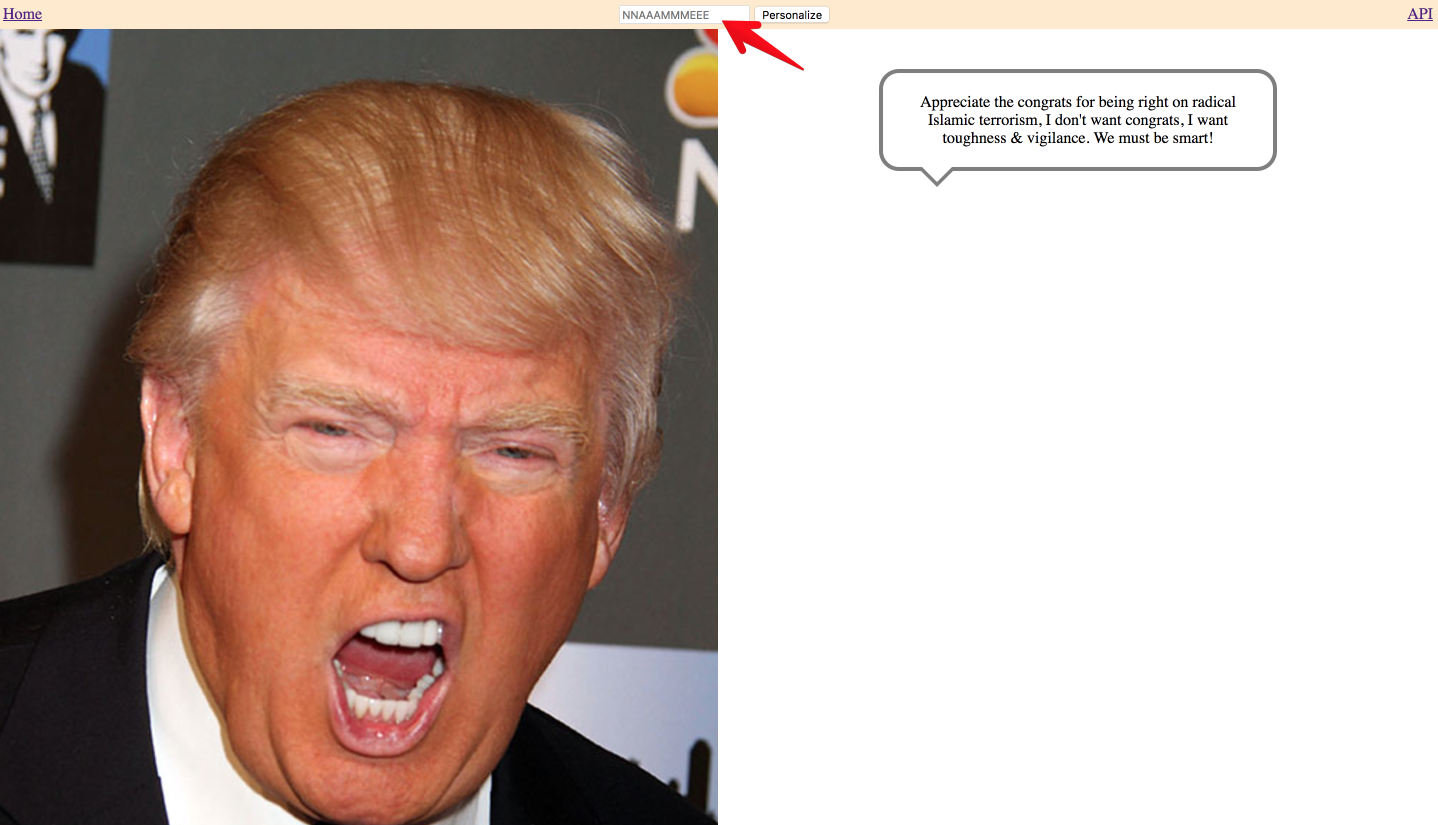 Home
NNAAAMMMEEE
Personalize
API
Appreciate the congrats for being right on radical
Islamic terrorism, I don't want congrats, I want
toughness & vigilance. We must be smart!
N
E
S